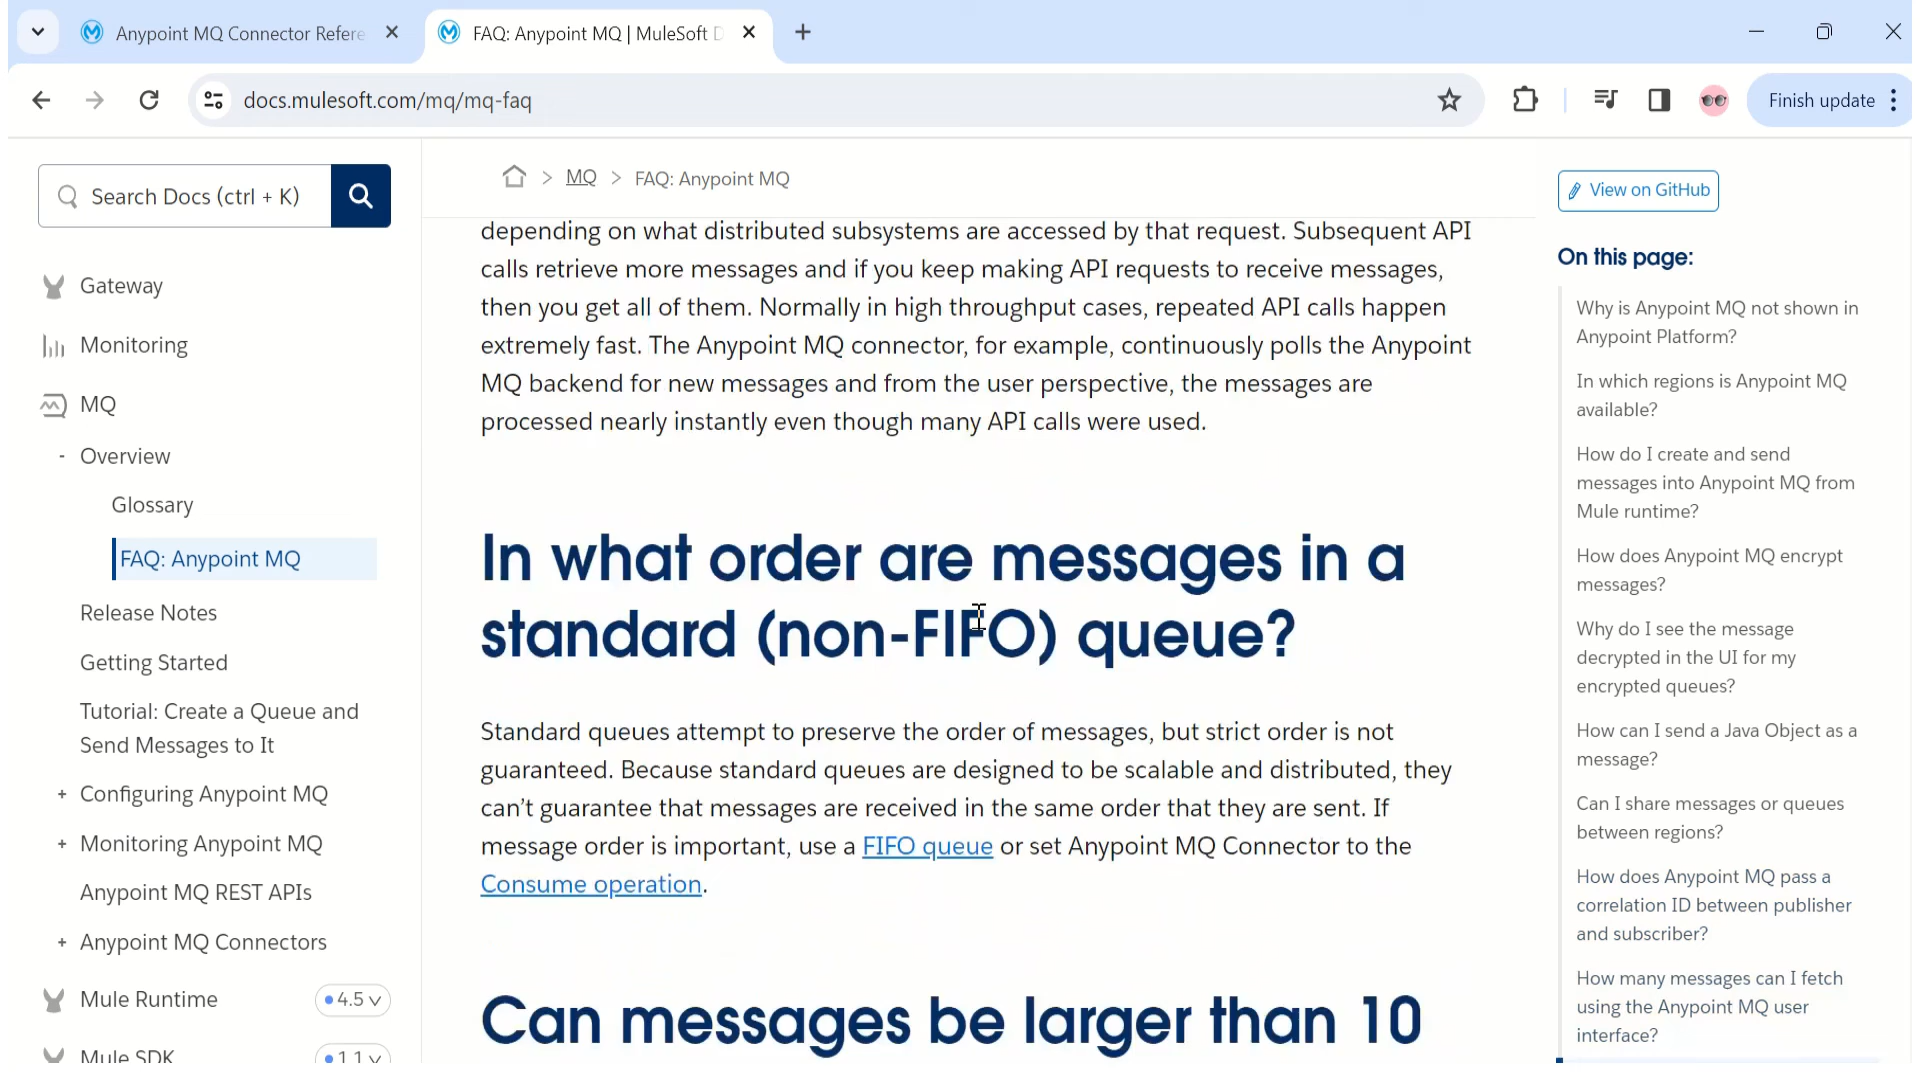 Anypoint MQ Connector Refere
FAQ: Anypoint MQ | MuleSoft D
docs.mulesoft.com/mq/mq-faq
Finish update
Search Docs (ctrl + K)
Gateway
Monitoring
MQ
- Overview
Glossary
FAQ: Anypoint MQ
Release Notes
Getting Started
Tutorial: Create a Queue and
Send Messages to It
+ Configuring Anypoint MQ
+ Monitoring Anypoint MQ
Anypoint MQ REST APIs
+ Anypoint MQ Connectors
Mule Runtime 4.5
Mule SDK 1.1
> MQ > FAQ: Anypoint MQ
depending on what distributed subsystems are accessed by that request. Subsequent API
calls retrieve more messages and if you keep making API requests to receive messages,
then you get all of them. Normally in high throughput cases, repeated API calls happen
extremely fast. The Anypoint MQ connector, for example, continuously polls the Anypoint
MQ backend for new messages and from the user perspective, the messages are
processed nearly instantly even though many API calls were used.
In what order are messages in a
standard (non-FIFO) queue?
Standard queues attempt to preserve the order of messages, but strict order is not
guaranteed. Because standard queues are designed to be scalable and distributed, they
can’t guarantee that messages are received in the same order that they are sent. If
message order is important, use a FIFO queue or set Anypoint MQ Connector to the
Consume operation.
Can messages be larger than 10
View on GitHub
On this page:
Why is Anypoint MQ not shown in
Anypoint Platform?
In which regions is Anypoint MQ
available?
How do I create and send
messages into Anypoint MQ from
Mule runtime?
How does Anypoint MQ encrypt
messages?
Why do I see the message
decrypted in the UI for my
encrypted queues?
How can I send a Java Object as a
message?
Can I share messages or queues
between regions?
How does Anypoint MQ pass a
correlation ID between publisher
and subscriber?
How many messages can I fetch
using the Anypoint MQ user
interface?